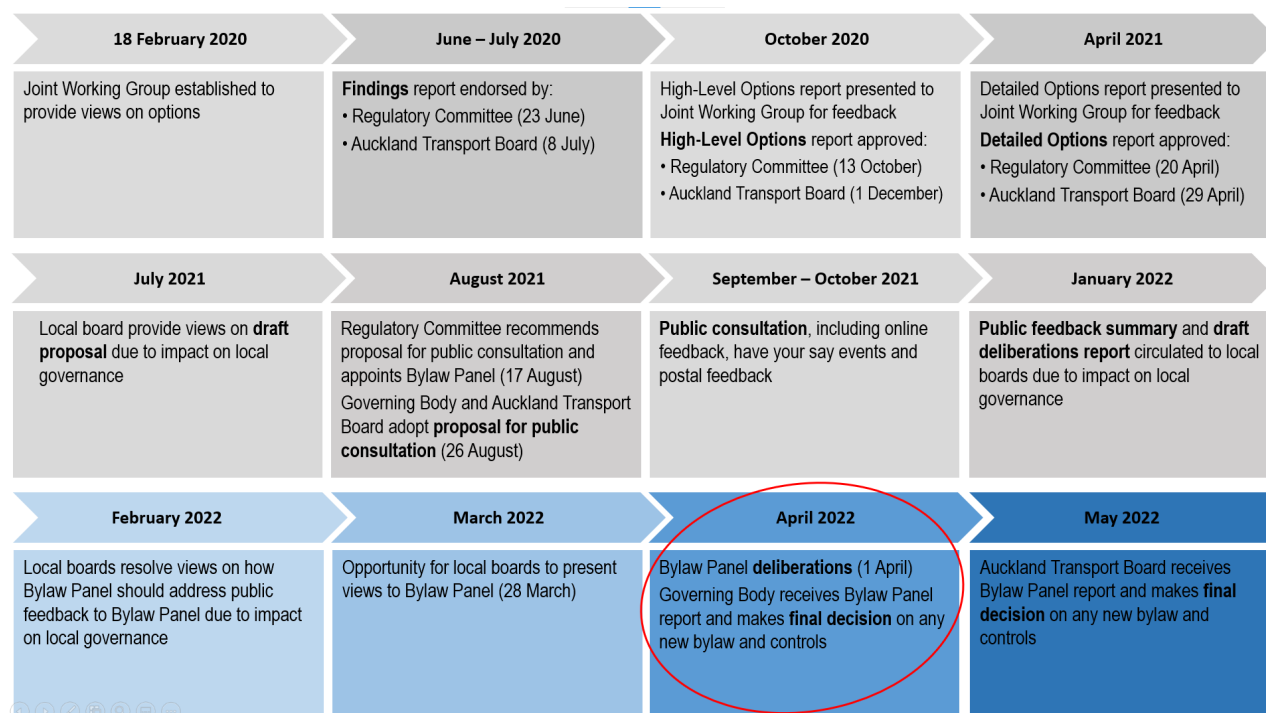 18 February 2020
June – July 2020
October 2020
April 2021
Joint Working Group established to
provide views on options
Findings report endorsed by:
• Regulatory Committee (23 June)
• Auckland Transport Board (8 July)
High-Level Options report presented to
Joint Working Group for feedback
High-Level Options report approved:
• Regulatory Committee (13 October)
• Auckland Transport Board (1 December)
Detailed Options report presented to
Joint Working Group for feedback
Detailed Options report approved:
• Regulatory Committee (20 April)
• Auckland Transport Board (29 April)
July 2021
August 2021
September – October 2021
January 2022
Local board provide views on draft
proposal due to impact on local
governance
Regulatory Committee recommends
proposal for public consultation and
appoints Bylaw Panel (17 August)
Governing Body and Auckland Transport
Board adopt proposal for public
consultation (26 August)
Public consultation, including online
feedback, have your say events and
postal feedback
Public feedback summary and draft
deliberations report circulated to local
boards due to impact on local
governance
February 2022
March 2022
April 2022
May 2022
Local boards resolve views on how
Bylaw Panel should address public
feedback to Bylaw Panel due to impact
on local governance
Opportunity for local boards to present
views to Bylaw Panel (28 March)
Bylaw Panel deliberations (1 April)
Governing Body receives Bylaw Panel
report and makes final decision on any
new bylaw and controls
Auckland Transport Board receives
Bylaw Panel report and makes final
decision on any new bylaw and
controls